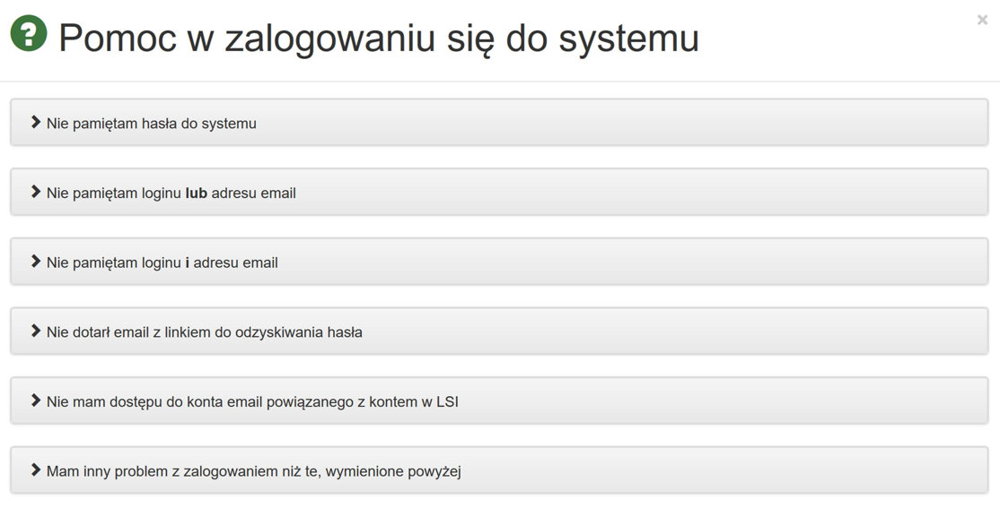 Pomoc w zalogowaniu się do systemu
Nie pamiętam hasła do systemu
Nie pamiętam loginu lub adresu email
Nie pamiętam loginu i adresu email
Nie dotarł email z linkiem do odzyskiwania hasła
Nie mam dostępu do konta email powiązanego z kontem w LSI
Mam inny problem z zalogowaniem niż te, wymienione powyżej